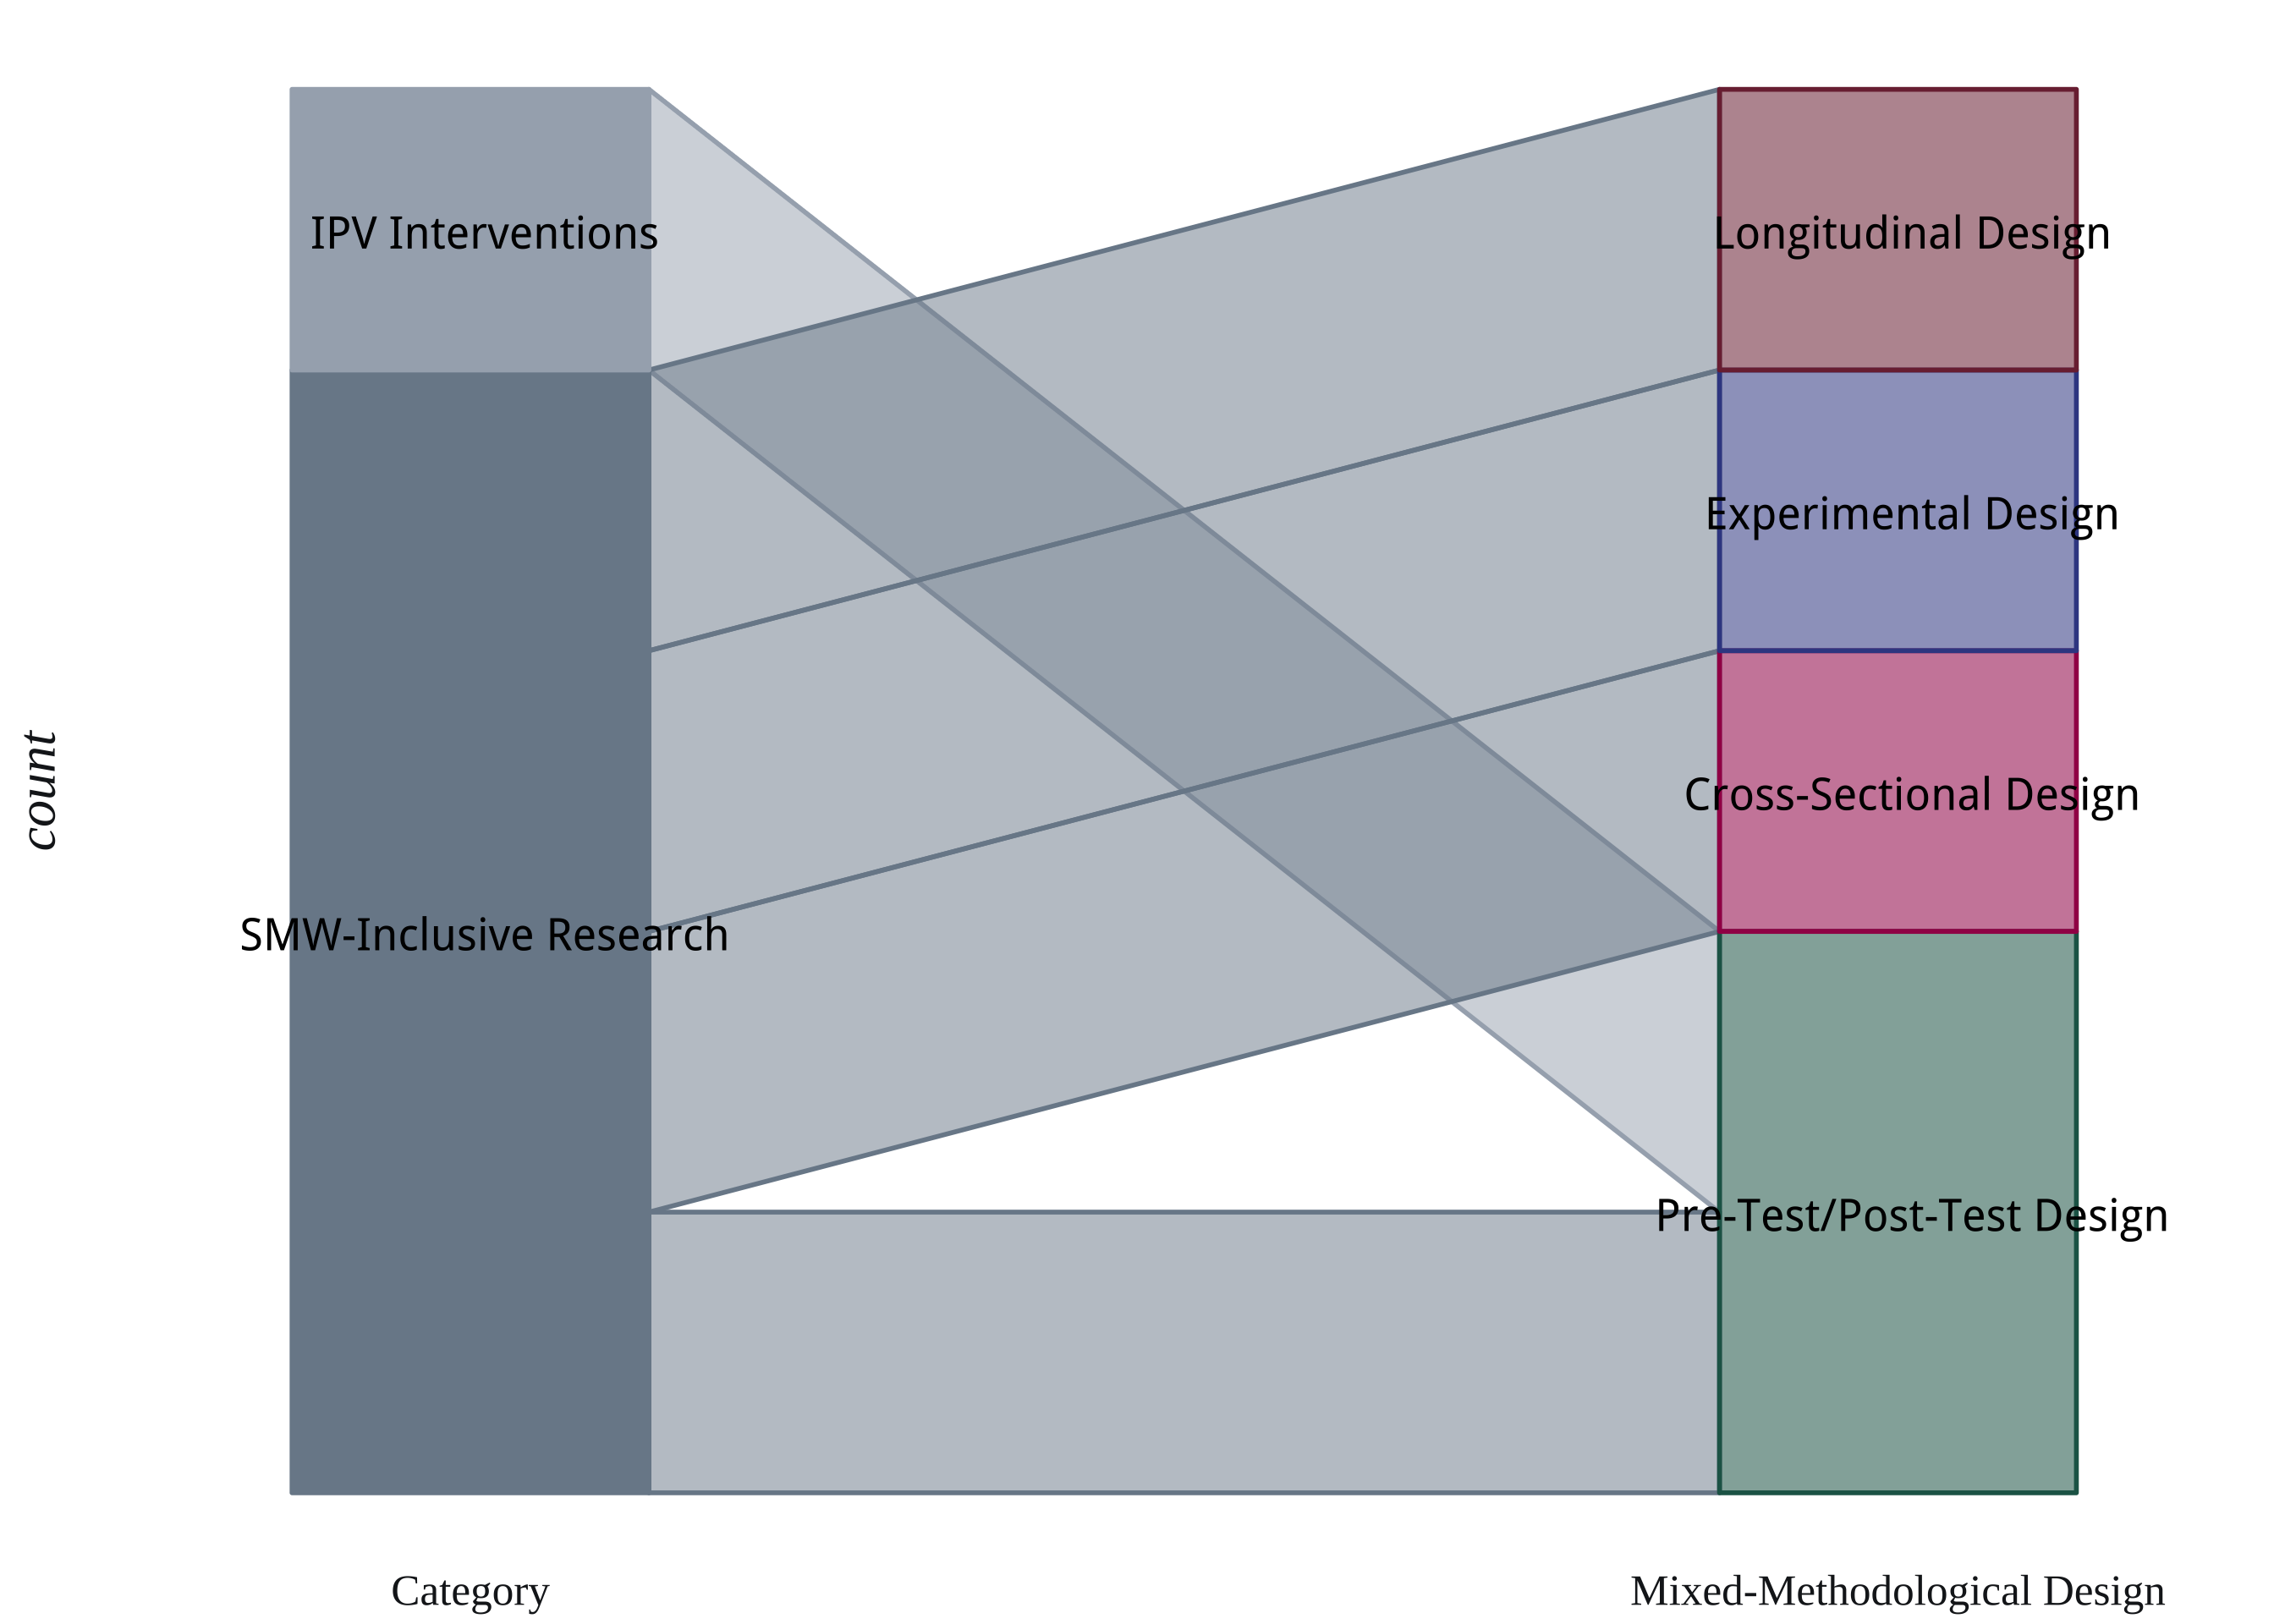 IPV Interventions
Longitudinal Design
Experimental Design
Cross-Sectional Design
count
SMW-Inclusive Research
Pre-Test/Post-Test Design
Category
Mixed-Methodological Design